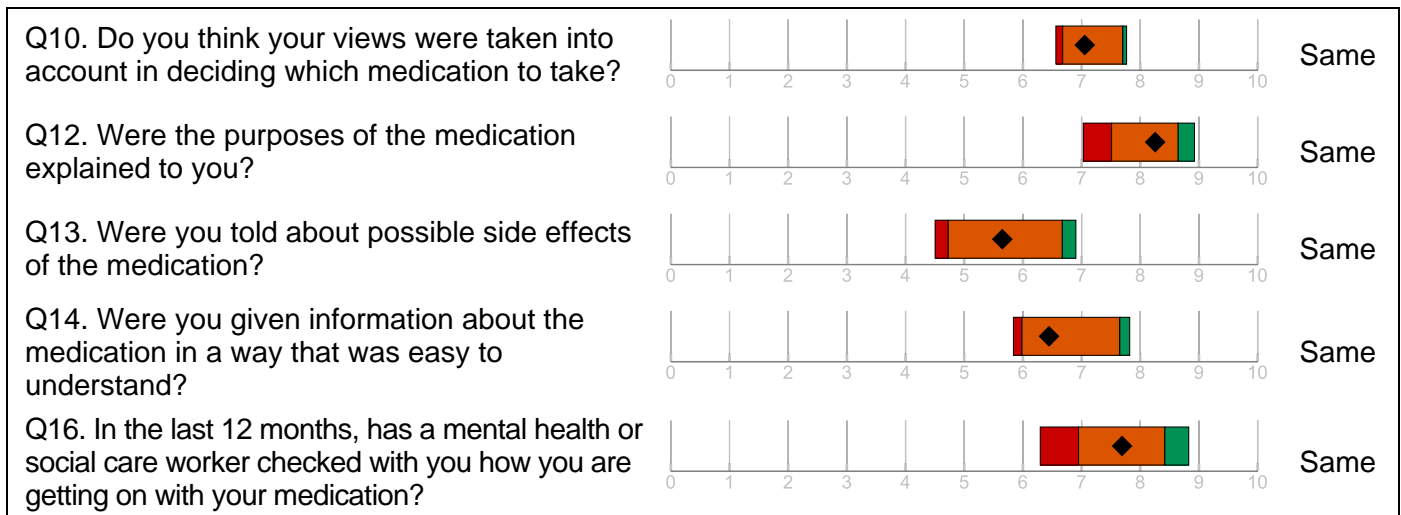 Q10. Do you think your views were taken into
account in deciding which medication to take?
0 1 2 3 4 5 6 7 8 9 10
Same
Q12. Were the purposes of the medication
explained to you?
0 1 2 3 4 5 6 7 8 9 10
Same
Q13. Were you told about possible side effects
of the medication?
0 1 2 3 4 5 6 7 8 9 10
Same
Q14. Were you given information about the
medication in a way that was easy to
understand?
0 1 2 3 4 5 6 7 8 9 10
Same
Q16. In the last 12 months, has a mental health or
social care worker checked with you how you are
getting on with your medication?
0 1 2 3 4 5 6 7 8 9 10
Same